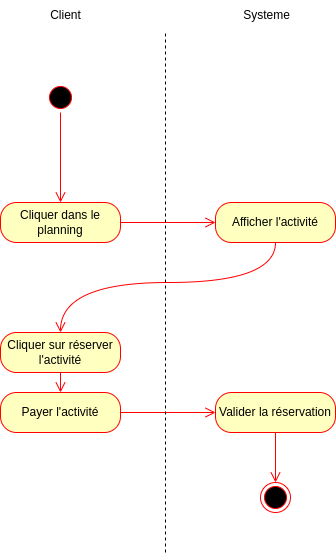 Client
Systeme
Cliquer dans le
planning
Afficher l'activité
Cliquer sur réserver
l'activité
Payer l'activité
Valider la réservation